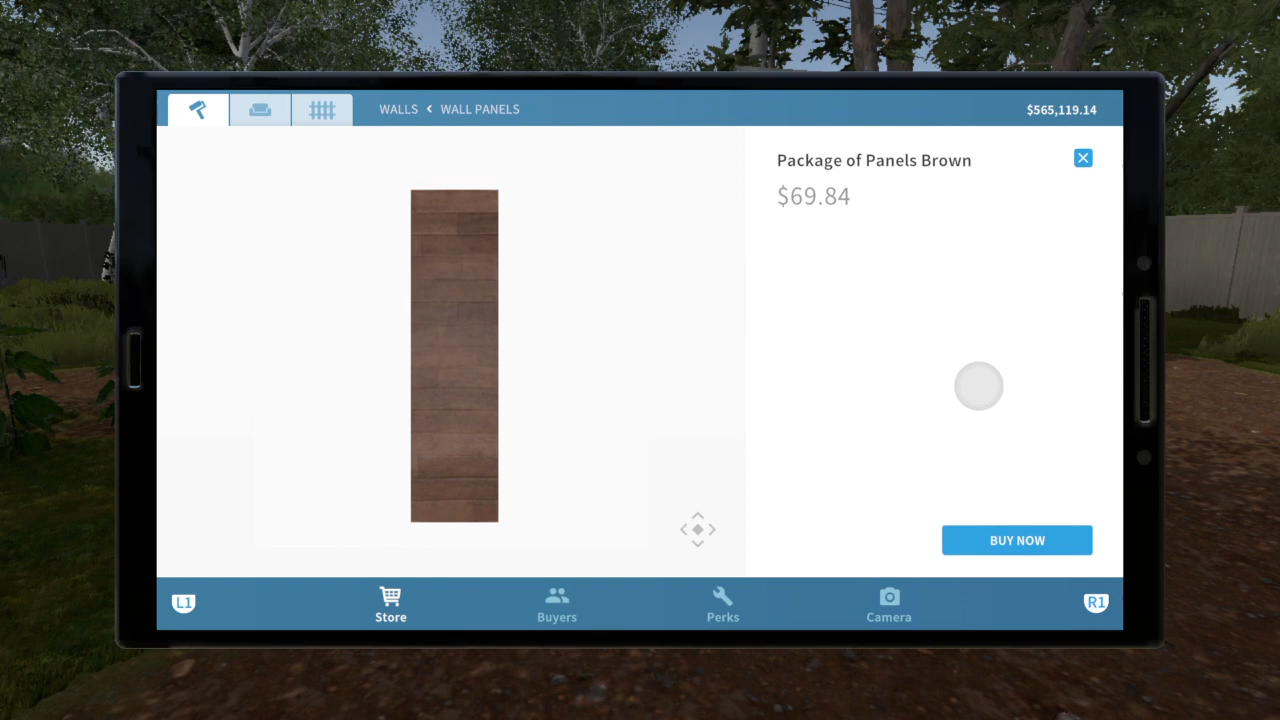 WALLS < WALL PANELS
$565,119.14
Package of Panels Brown
$69.84
BUY NOW
L1
Store
Buyers
Perks
Camera
R1